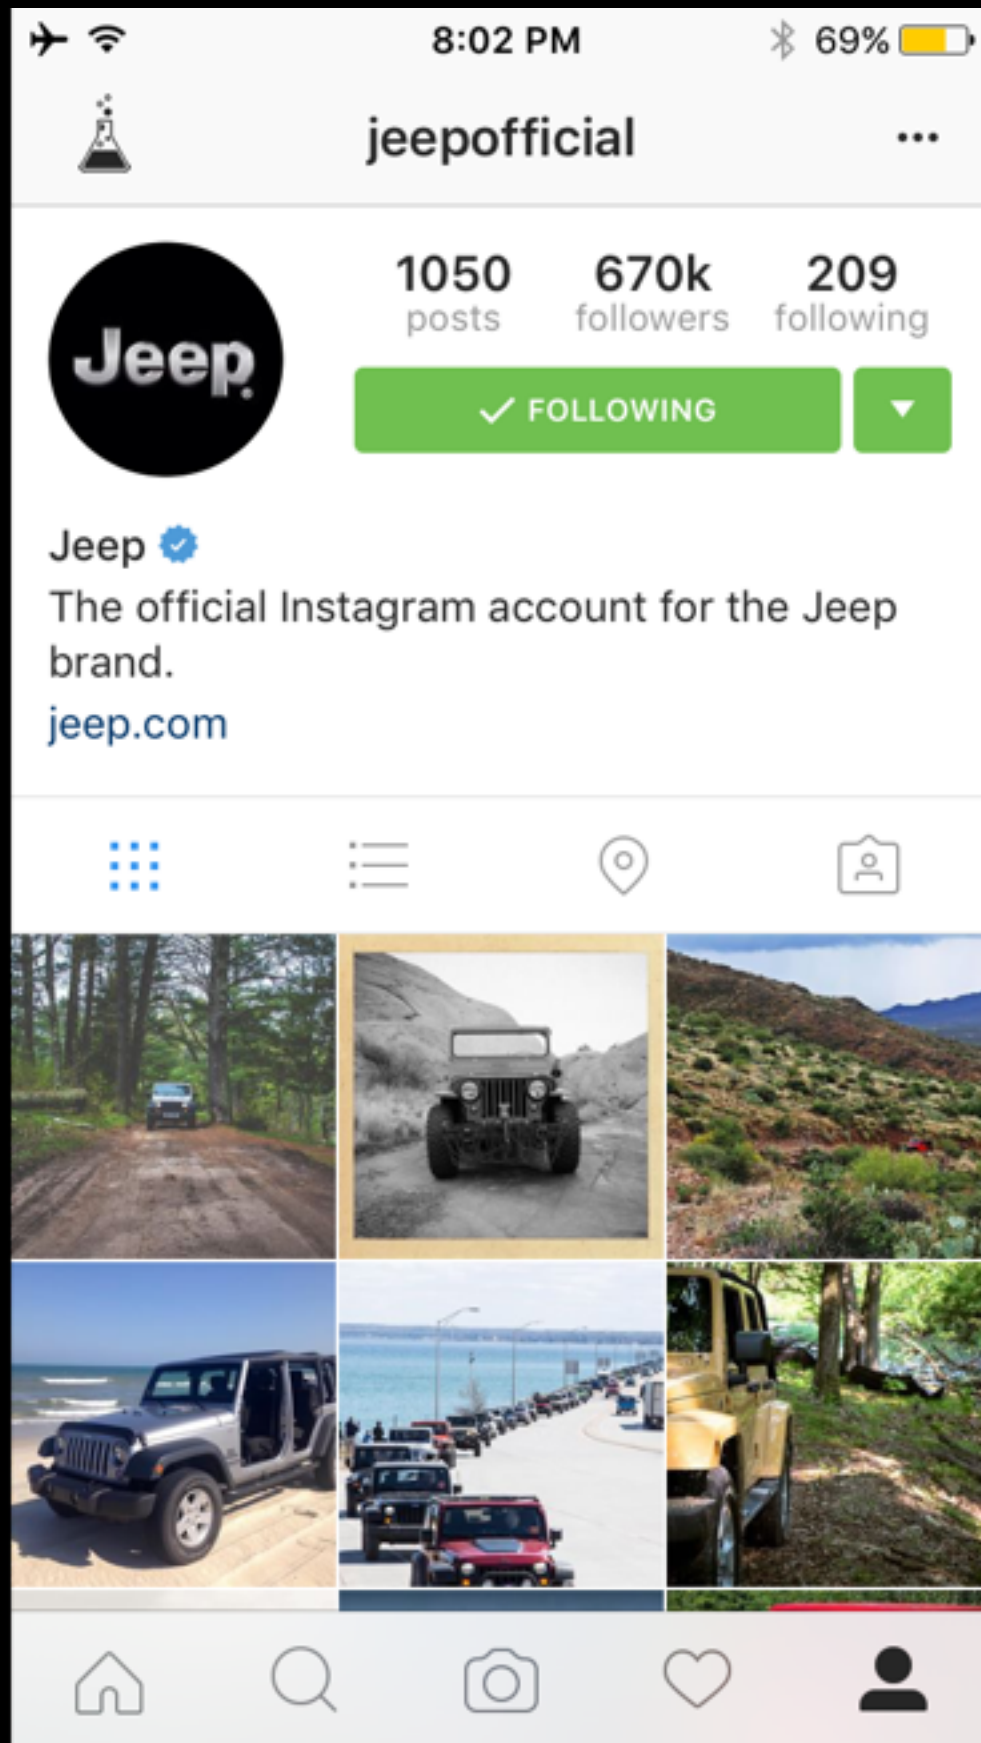 8:02 PM 69%
jeepofficial
Jeep
1050 670k 209
posts followers following
FOLLOWING
Jeep
The official Instagram account for the Jeep
brand.
jeep.com